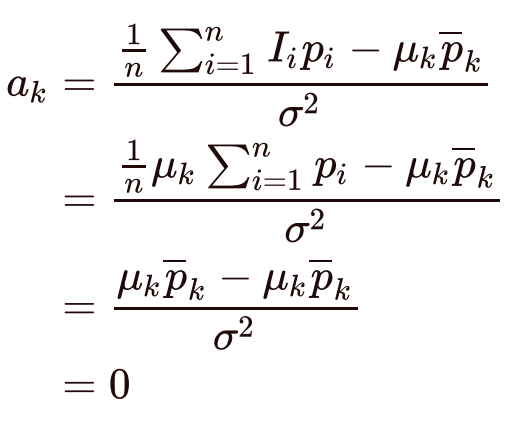 a_k = \frac{\frac{1}{n} \sum_{i=1}^{n} I_i p_i - \mu_k \overline{p}_k}{\sigma^2}
= \frac{\frac{1}{n} \mu_k \sum_{i=1}^{n} p_i - \mu_k \overline{p}_k}{\sigma^2}
= \frac{\mu_k \overline{p}_k - \mu_k \overline{p}_k}{\sigma^2}
= 0